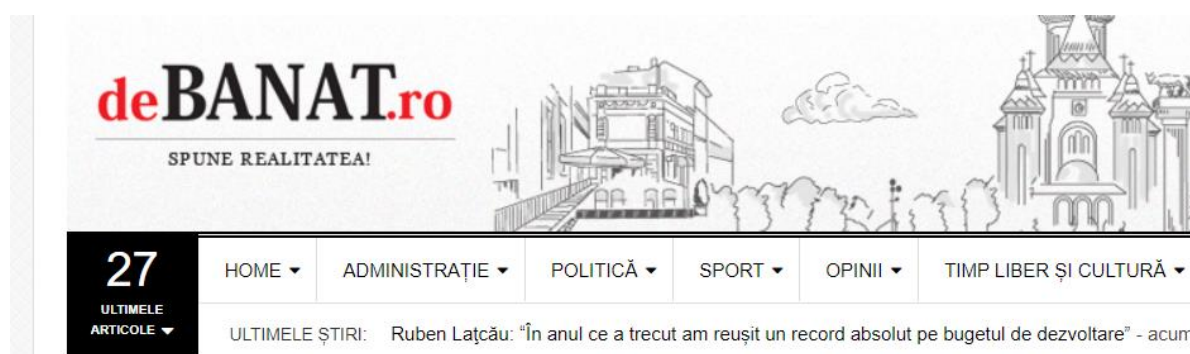 deBANAT.ro
SPUNE REALITATEA!
27
ULTIMELE
ARTICOLE
HOME ADMINISTRAȚIE POLITICĂ SPORT OPINII TIMP LIBER ȘI CULTURĂ
ULTIMELE ȘTIRI: Ruben Laţcău: “În anul ce a trecut am reușit un record absolut pe bugetul de dezvoltare” - acum